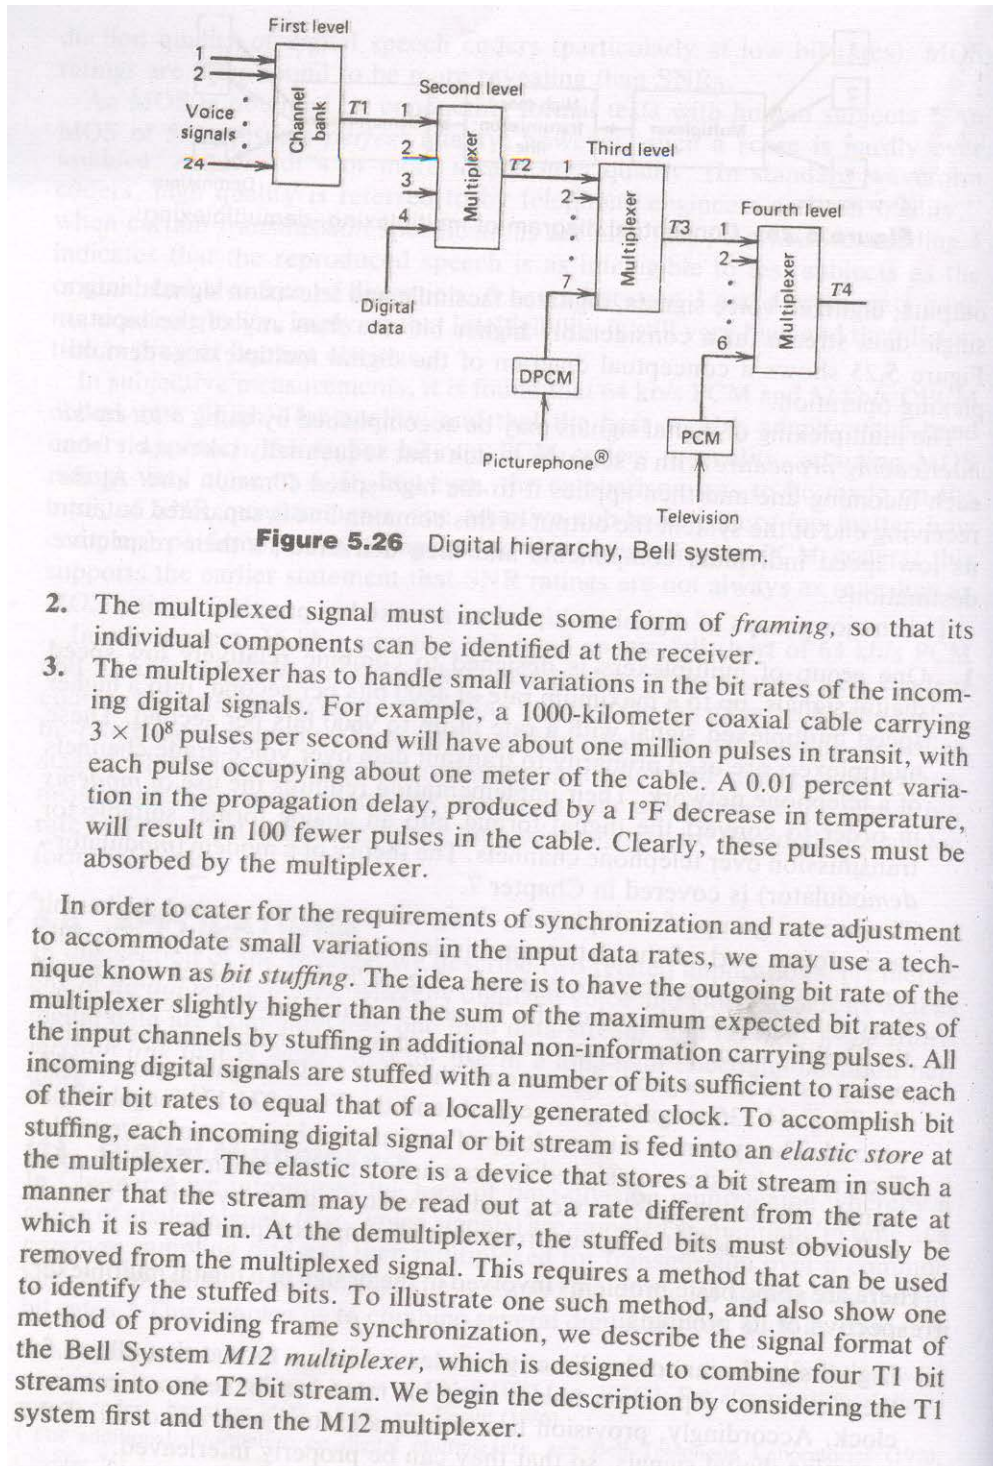 First level
1
2
Voice
signals
24
Channel
bank
T1
Second level
1
2
3
4
Multiplexer
Digital
data
T2
Third level
1
2
7
Multiplexer
DPCM
Picturephone®
T3
Fourth level
1
2
6
Multiplexer
PCM
Television
T4
Figure 5.26 Digital hierarchy, Bell system.
2. The multiplexed signal must include some form of framing, so that its
individual components can be identified at the receiver.
3. The multiplexer has to handle small variations in the bit rates of the incom-
ing digital signals. For example, a 1000-kilometer coaxial cable carrying
3 × 10⁸ pulses per second will have about one million pulses in transit, with
each pulse occupying about one meter of the cable. A 0.01 percent varia-
tion in the propagation delay, produced by a 1°F decrease in temperature,
will result in 100 fewer pulses in the cable. Clearly, these pulses must be
absorbed by the multiplexer.
In order to cater for the requirements of synchronization and rate adjustment
to accommodate small variations in the input data rates, we may use a tech-
nique known as bit stuffing. The idea here is to have the outgoing bit rate of the
multiplexer slightly higher than the sum of the maximum expected bit rates of
the input channels by stuffing in additional non-information carrying pulses. All
incoming digital signals are stuffed with a number of bits sufficient to raise each
of their bit rates to equal that of a locally generated clock. To accomplish bit
stuffing, each incoming digital signal or bit stream is fed into an elastic store at
the multiplexer. The elastic store is a device that stores a bit stream in such a
manner that the stream may be read out at a rate different from the rate at
which it is read in. At the demultiplexer, the stuffed bits must obviously be
removed from the multiplexed signal. This requires a method that can be used
to identify the stuffed bits. To illustrate one such method, and also show one
method of providing frame synchronization, we describe the signal format of
the Bell System M12 multiplexer, which is designed to combine four T1 bit
streams into one T2 bit stream. We begin the description by considering the T1
system first and then the M12 multiplexer.